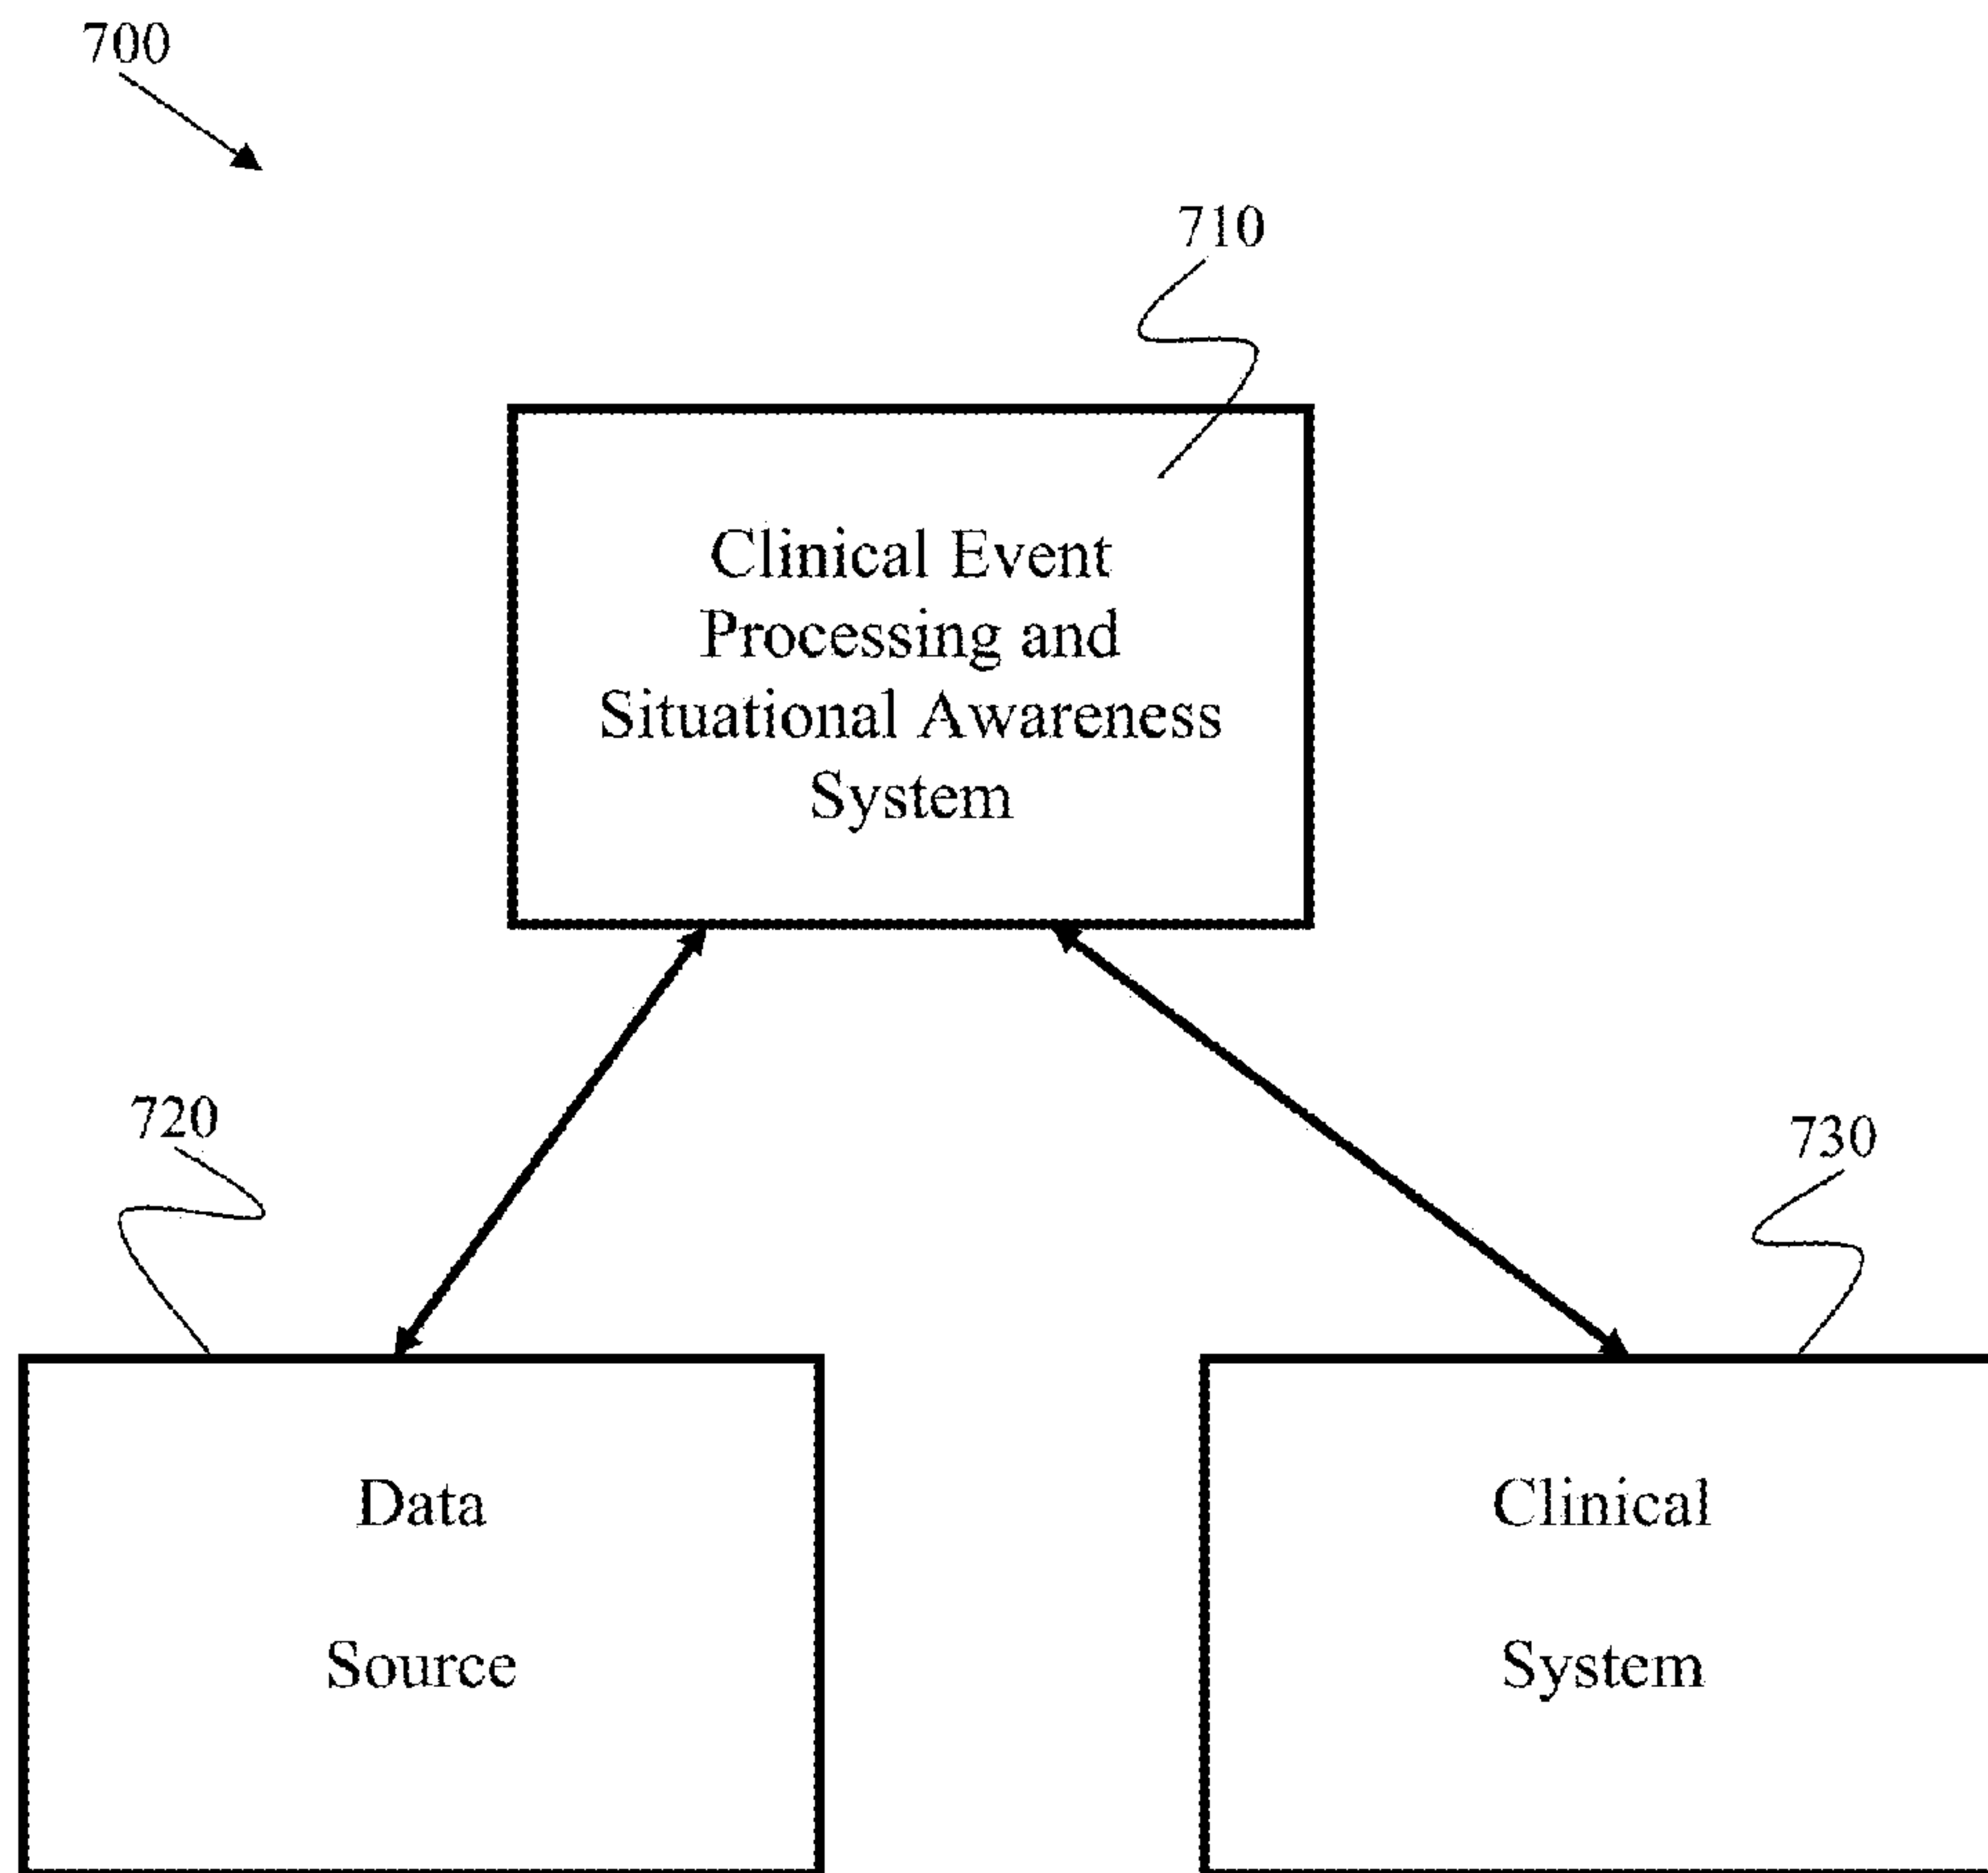 700
710
Clinical Event
Processing and
Situational Awareness
System
720
730
Data
Source
Clinical
System